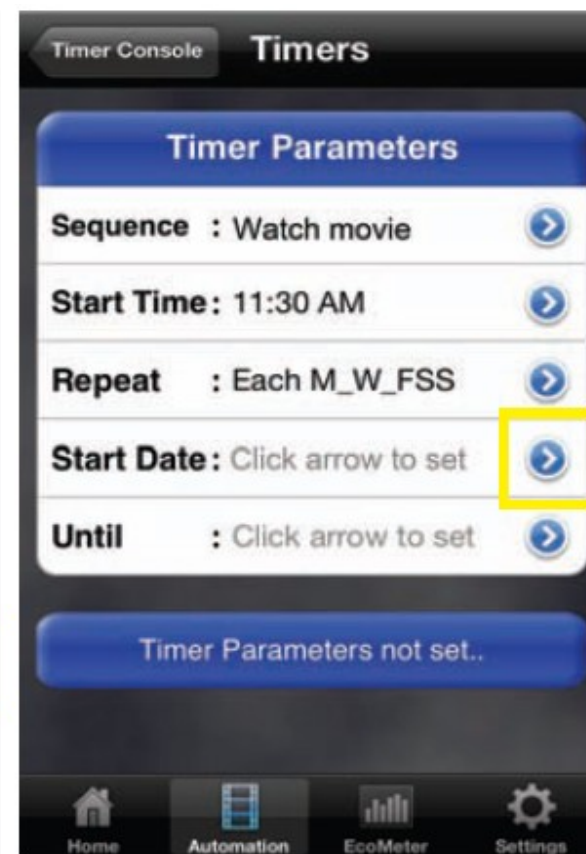 Timer Console Timers
Timer Parameters
Sequence : Watch movie
Start Time: 11:30 AM
Repeat : Each M_W_FSS
Start Date: Click arrow to set
Until : Click arrow to set
Timer Parameters not set..
Home Automation EcoMeter Settings